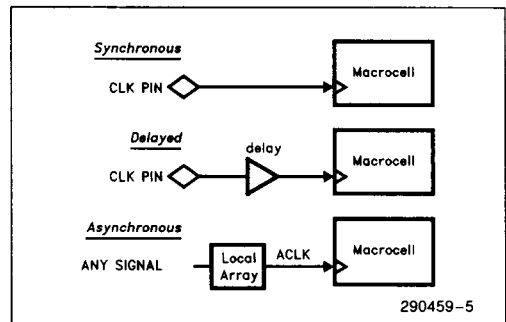 Synchronous
CLK PIN
Macrocell
Delayed
CLK PIN
delay
Macrocell
Asynchronous
ANY SIGNAL
Local
Array
ACLK
Macrocell
290459-5